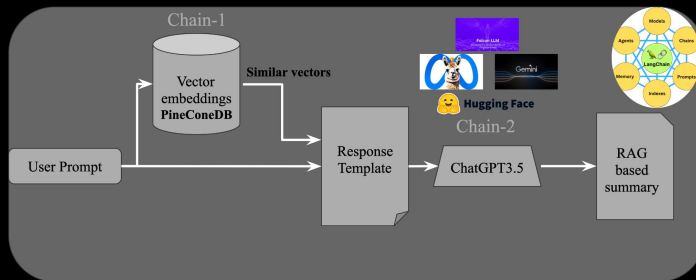 Chain-1
Vector
embeddings
PineConeDB
Similar vectors
User Prompt
Response
Template
Falcon LLM
Gemini
Hugging Face
Chain-2
ChatGPT3.5
RAG
based
summary
Models
Agents
Chains
LangChain
Memory
Prompts
Indexes